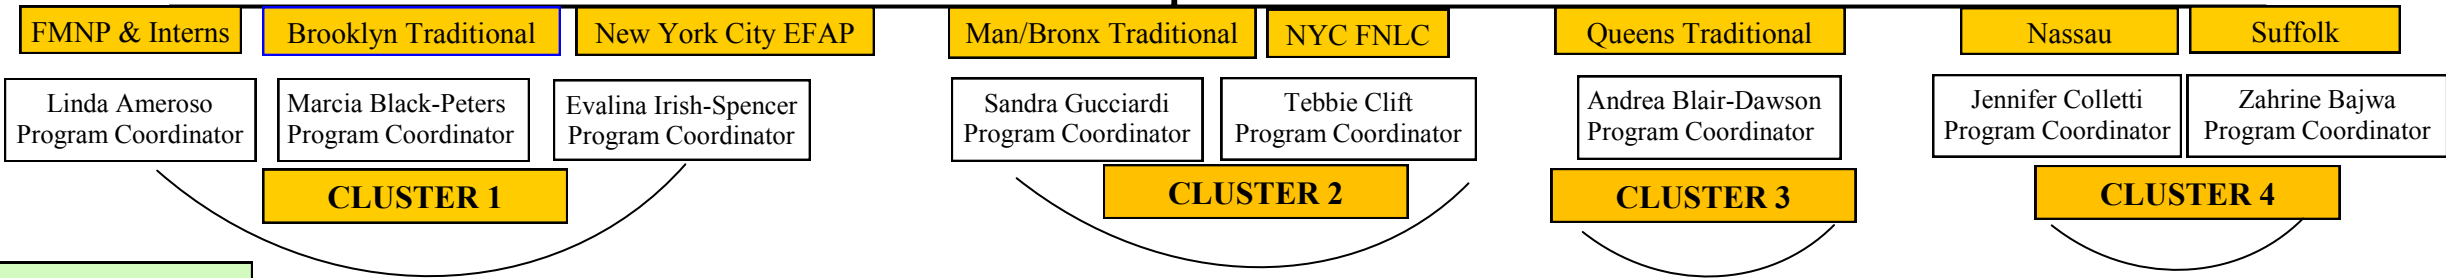 FMNP & Interns
Brooklyn Traditional
New York City EFAP
Man/Bronx Traditional
NYC FNLC
Queens Traditional
Nassau
Suffolk
Linda Ameroso
Program Coordinator
Marcia Black-Peters
Program Coordinator
Evalina Irish-Spencer
Program Coordinator
Sandra Gucciardi
Program Coordinator
Tebbie Clift
Program Coordinator
Andrea Blair-Dawson
Program Coordinator
Jennifer Colletti
Program Coordinator
Zahrine Bajwa
Program Coordinator
CLUSTER 1
CLUSTER 2
CLUSTER 3
CLUSTER 4